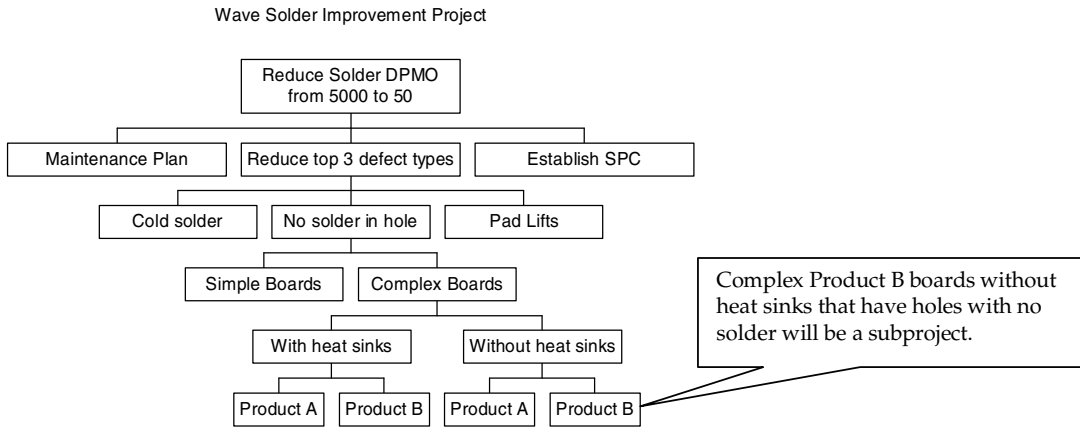 Wave Solder Improvement Project
Reduce Solder DPMO
from 5000 to 50
Maintenance Plan
Reduce top 3 defect types
Establish SPC
Cold solder
No solder in hole
Pad Lifts
Simple Boards
Complex Boards
Complex Product B boards without
heat sinks that have holes with no
solder will be a subproject.
With heat sinks
Without heat sinks
Product A
Product B
Product A
Product B